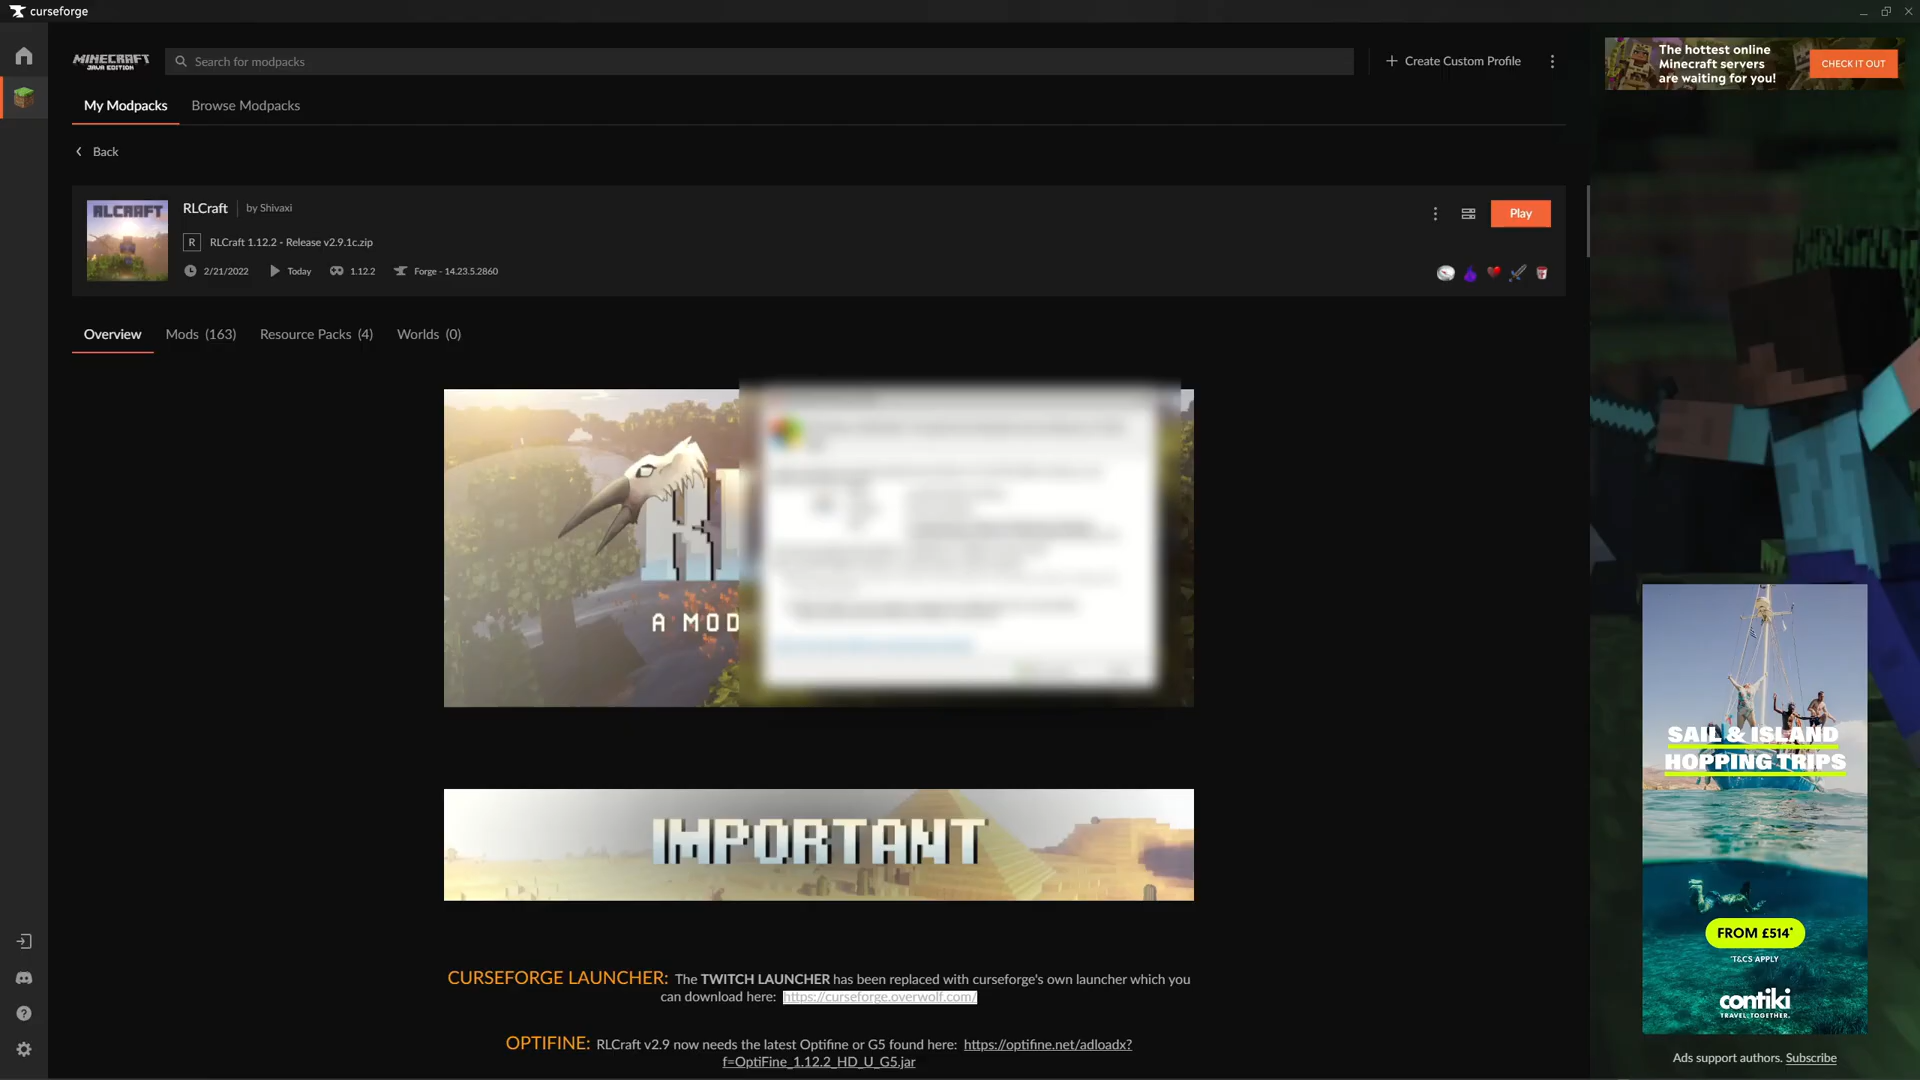 curseforge
MINECRAFT
JAVA EDITION
Search for modpacks
Create Custom Profile
The hottest online
Minecraft servers
are waiting for you!
CHECK IT OUT
My Modpacks
Browse Modpacks
Back
RLCRAFT
RLCraft
by Shivaxi
Play
R
RLCraft 1.12.2 - Release v2.9.1c.zip
2/21/2022
Today
1.12.2
Forge - 14.23.5.2860
Overview
Mods (163)
Resource Packs (4)
Worlds (0)
A MOD
SAIL & ISLAND
HOPPING TRIPS
IMPORTANT
FROM £514*
*T&CS APPLY
contiki
TRAVEL. TOGETHER.
CURSEFORGE LAUNCHER: The TWITCH LAUNCHER has been replaced with curseforge's own launcher which you
can download here: https://curseforge.overwolf.com/
OPTIFINE: RLCraft v2.9 now needs the latest Optifine or G5 found here: https://optifine.net/adloadx?
f=OptiFine_1.12.2_HD_U_G5.jar
Ads support authors. Subscribe